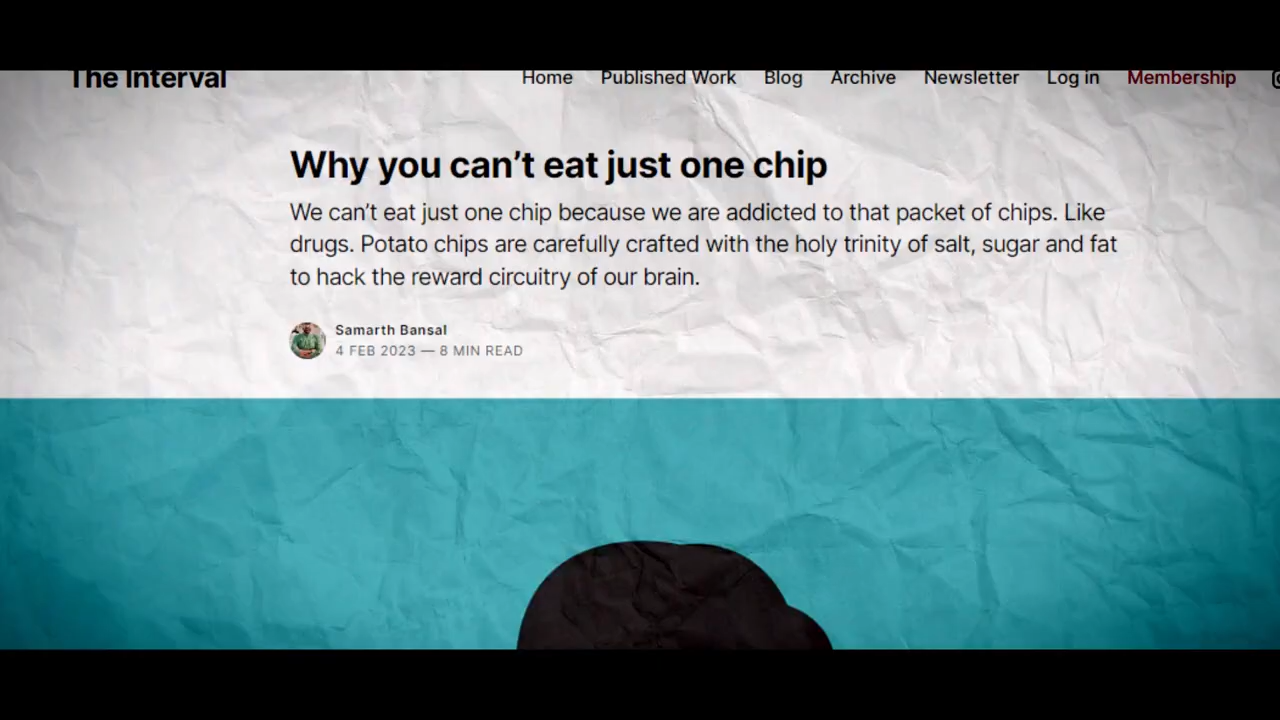 The Interval
Home Published Work Blog Archive Newsletter Log in Membership
Why you can’t eat just one chip
We can’t eat just one chip because we are addicted to that packet of chips. Like
drugs. Potato chips are carefully crafted with the holy trinity of salt, sugar and fat
to hack the reward circuitry of our brain.
Samarth Bansal
4 FEB 2023 — 8 MIN READ